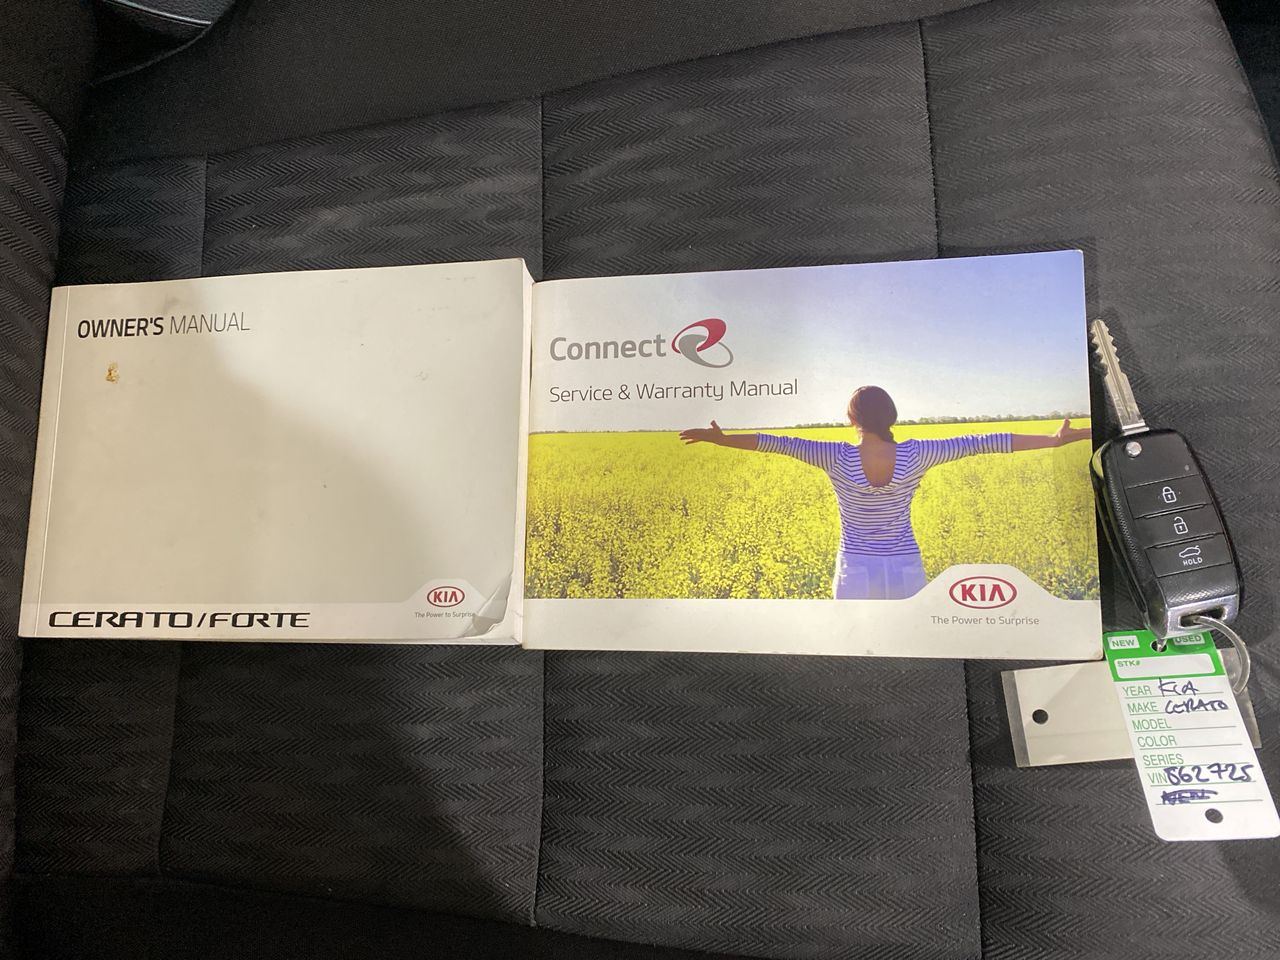 OWNER'S MANUAL
KIA
The Power to Surprise
CERATO/FORTE
Connect
Service & Warranty Manual
KIA
The Power to Surprise
HOLD
NEW USED
STK#
YEAR KIA
MAKE CERATO
MODEL
COLOR
SERIES
VIN 862725